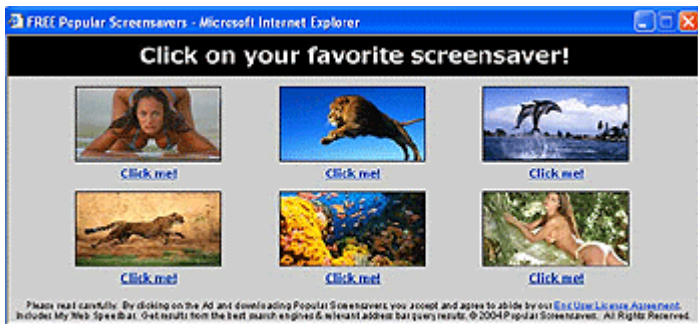 FREE Popular Screensavers - Microsoft Internet Explorer
Click on your favorite screensaver!
Click me! Click me! Click me!
Click me! Click me! Click me!
Please read carefully. By clicking on the Ad and downloading Popular Screensavers, you accept and agree to abide by our End User License Agreement.
Includes My Web Speedbar. Get results from the best search engines & relevant address bar query results. © 2004 Popular Screensavers. All Rights Reserved.